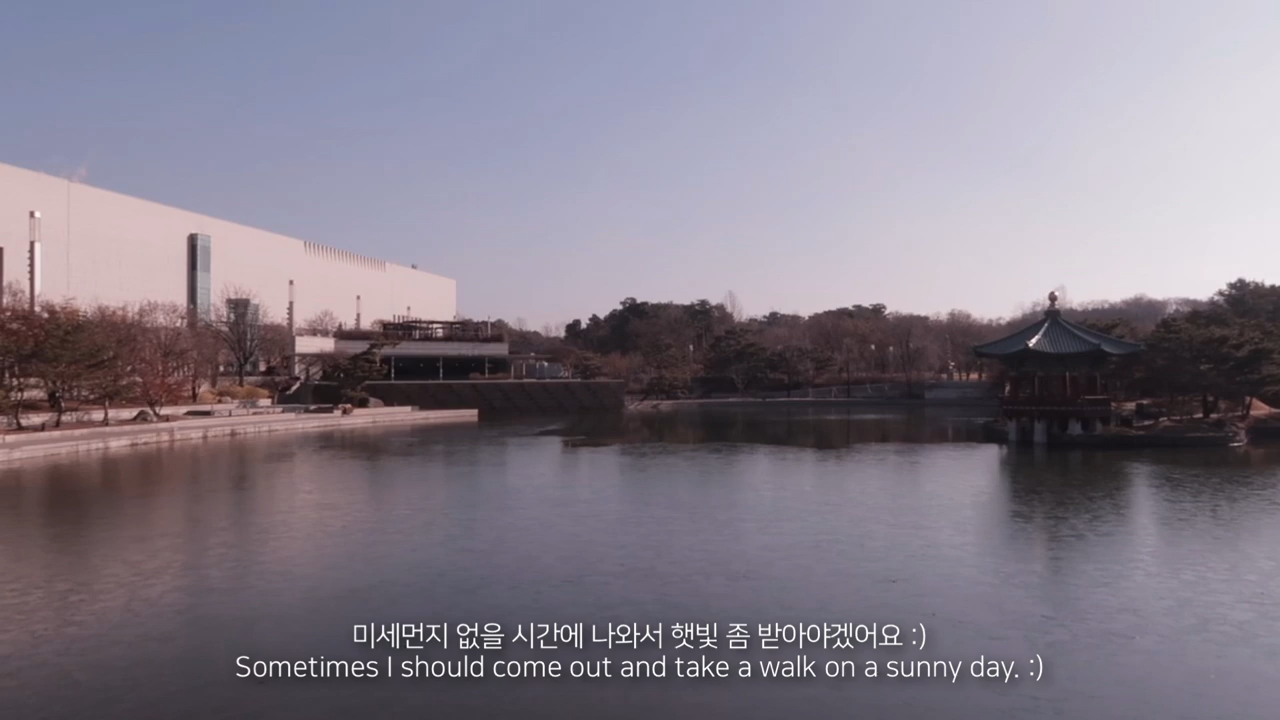 미세먼지 없을 시간에 나와서 햇빛 좀 받아야겠어요 :)
Sometimes I should come out and take a walk on a sunny day. :)